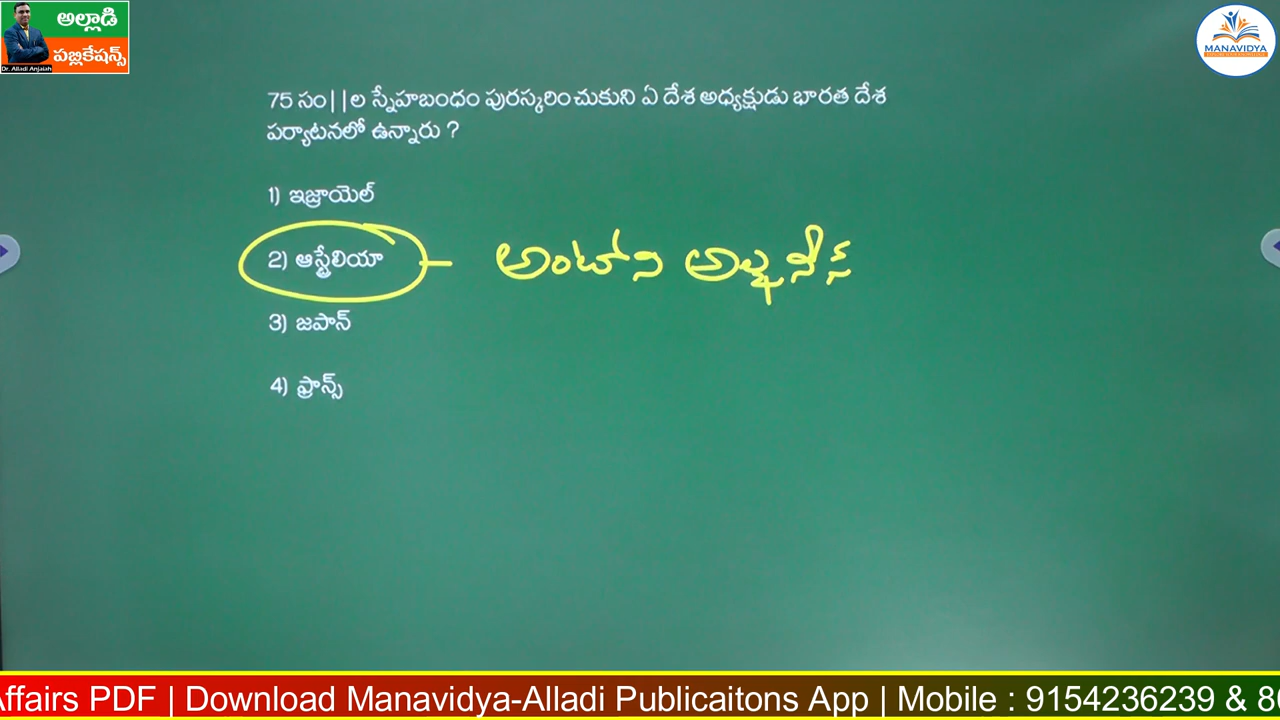 అల్లాడి
పబ్లికేషన్స్
Dr. Alladi Anjaiah
MANAVIDYA
75 సం||ల స్నేహబంధం పురస్కరించుకుని ఏ దేశ అధ్యక్షుడు భారత దేశ
పర్యాటనలో ఉన్నారు ?
1) ఇజ్రాయెల్
2) ఆస్ట్రేలియా - అంటోని అల్బనీస
3) జపాన్
4) ఫ్రాన్స్
Affairs PDF | Download Manavidya-Alladi Publicaitons App | Mobile : 9154236239 & 80